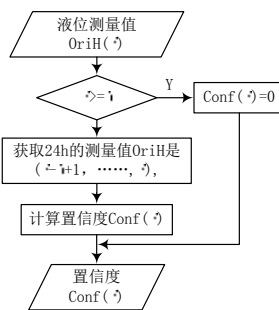 液位测量值
OriH( )
>=
Y
Conf( )=0
获取24h的测量值OriH是
( - +1, ……, ),
计算置信度Conf( )
置信度
Conf( )